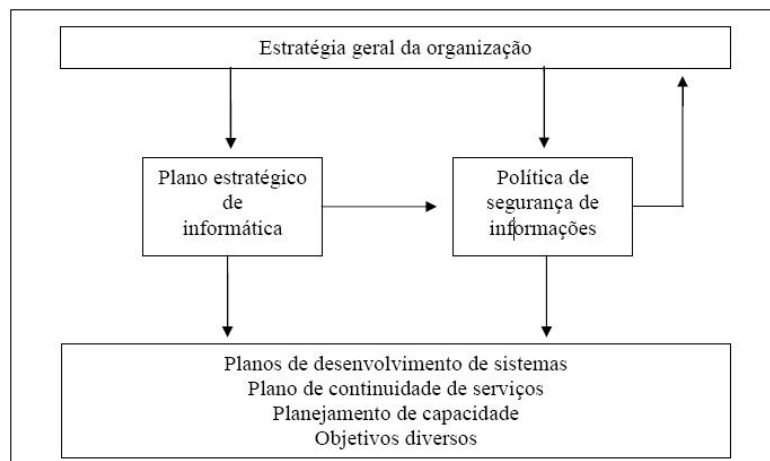 Estratégia geral da organização
Plano estratégico
de
informática
Política de
segurança de
informações
Planos de desenvolvimento de sistemas
Plano de continuidade de serviços
Planejamento de capacidade
Objetivos diversos